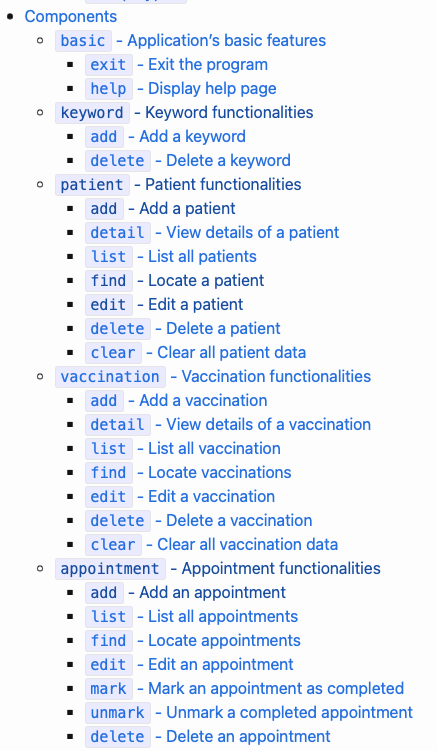 Components
basic - Application's basic features
exit - Exit the program
help - Display help page
keyword - Keyword functionalities
add - Add a keyword
delete - Delete a keyword
patient - Patient functionalities
add - Add a patient
detail - View details of a patient
list - List all patients
find - Locate a patient
edit - Edit a patient
delete - Delete a patient
clear - Clear all patient data
vaccination - Vaccination functionalities
add - Add a vaccination
detail - View details of a vaccination
list - List all vaccination
find - Locate vaccinations
edit - Edit a vaccination
delete - Delete a vaccination
clear - Clear all vaccination data
appointment - Appointment functionalities
add - Add an appointment
list - List all appointments
find - Locate appointments
edit - Edit an appointment
mark - Mark an appointment as completed
unmark - Unmark a completed appointment
delete - Delete an appointment